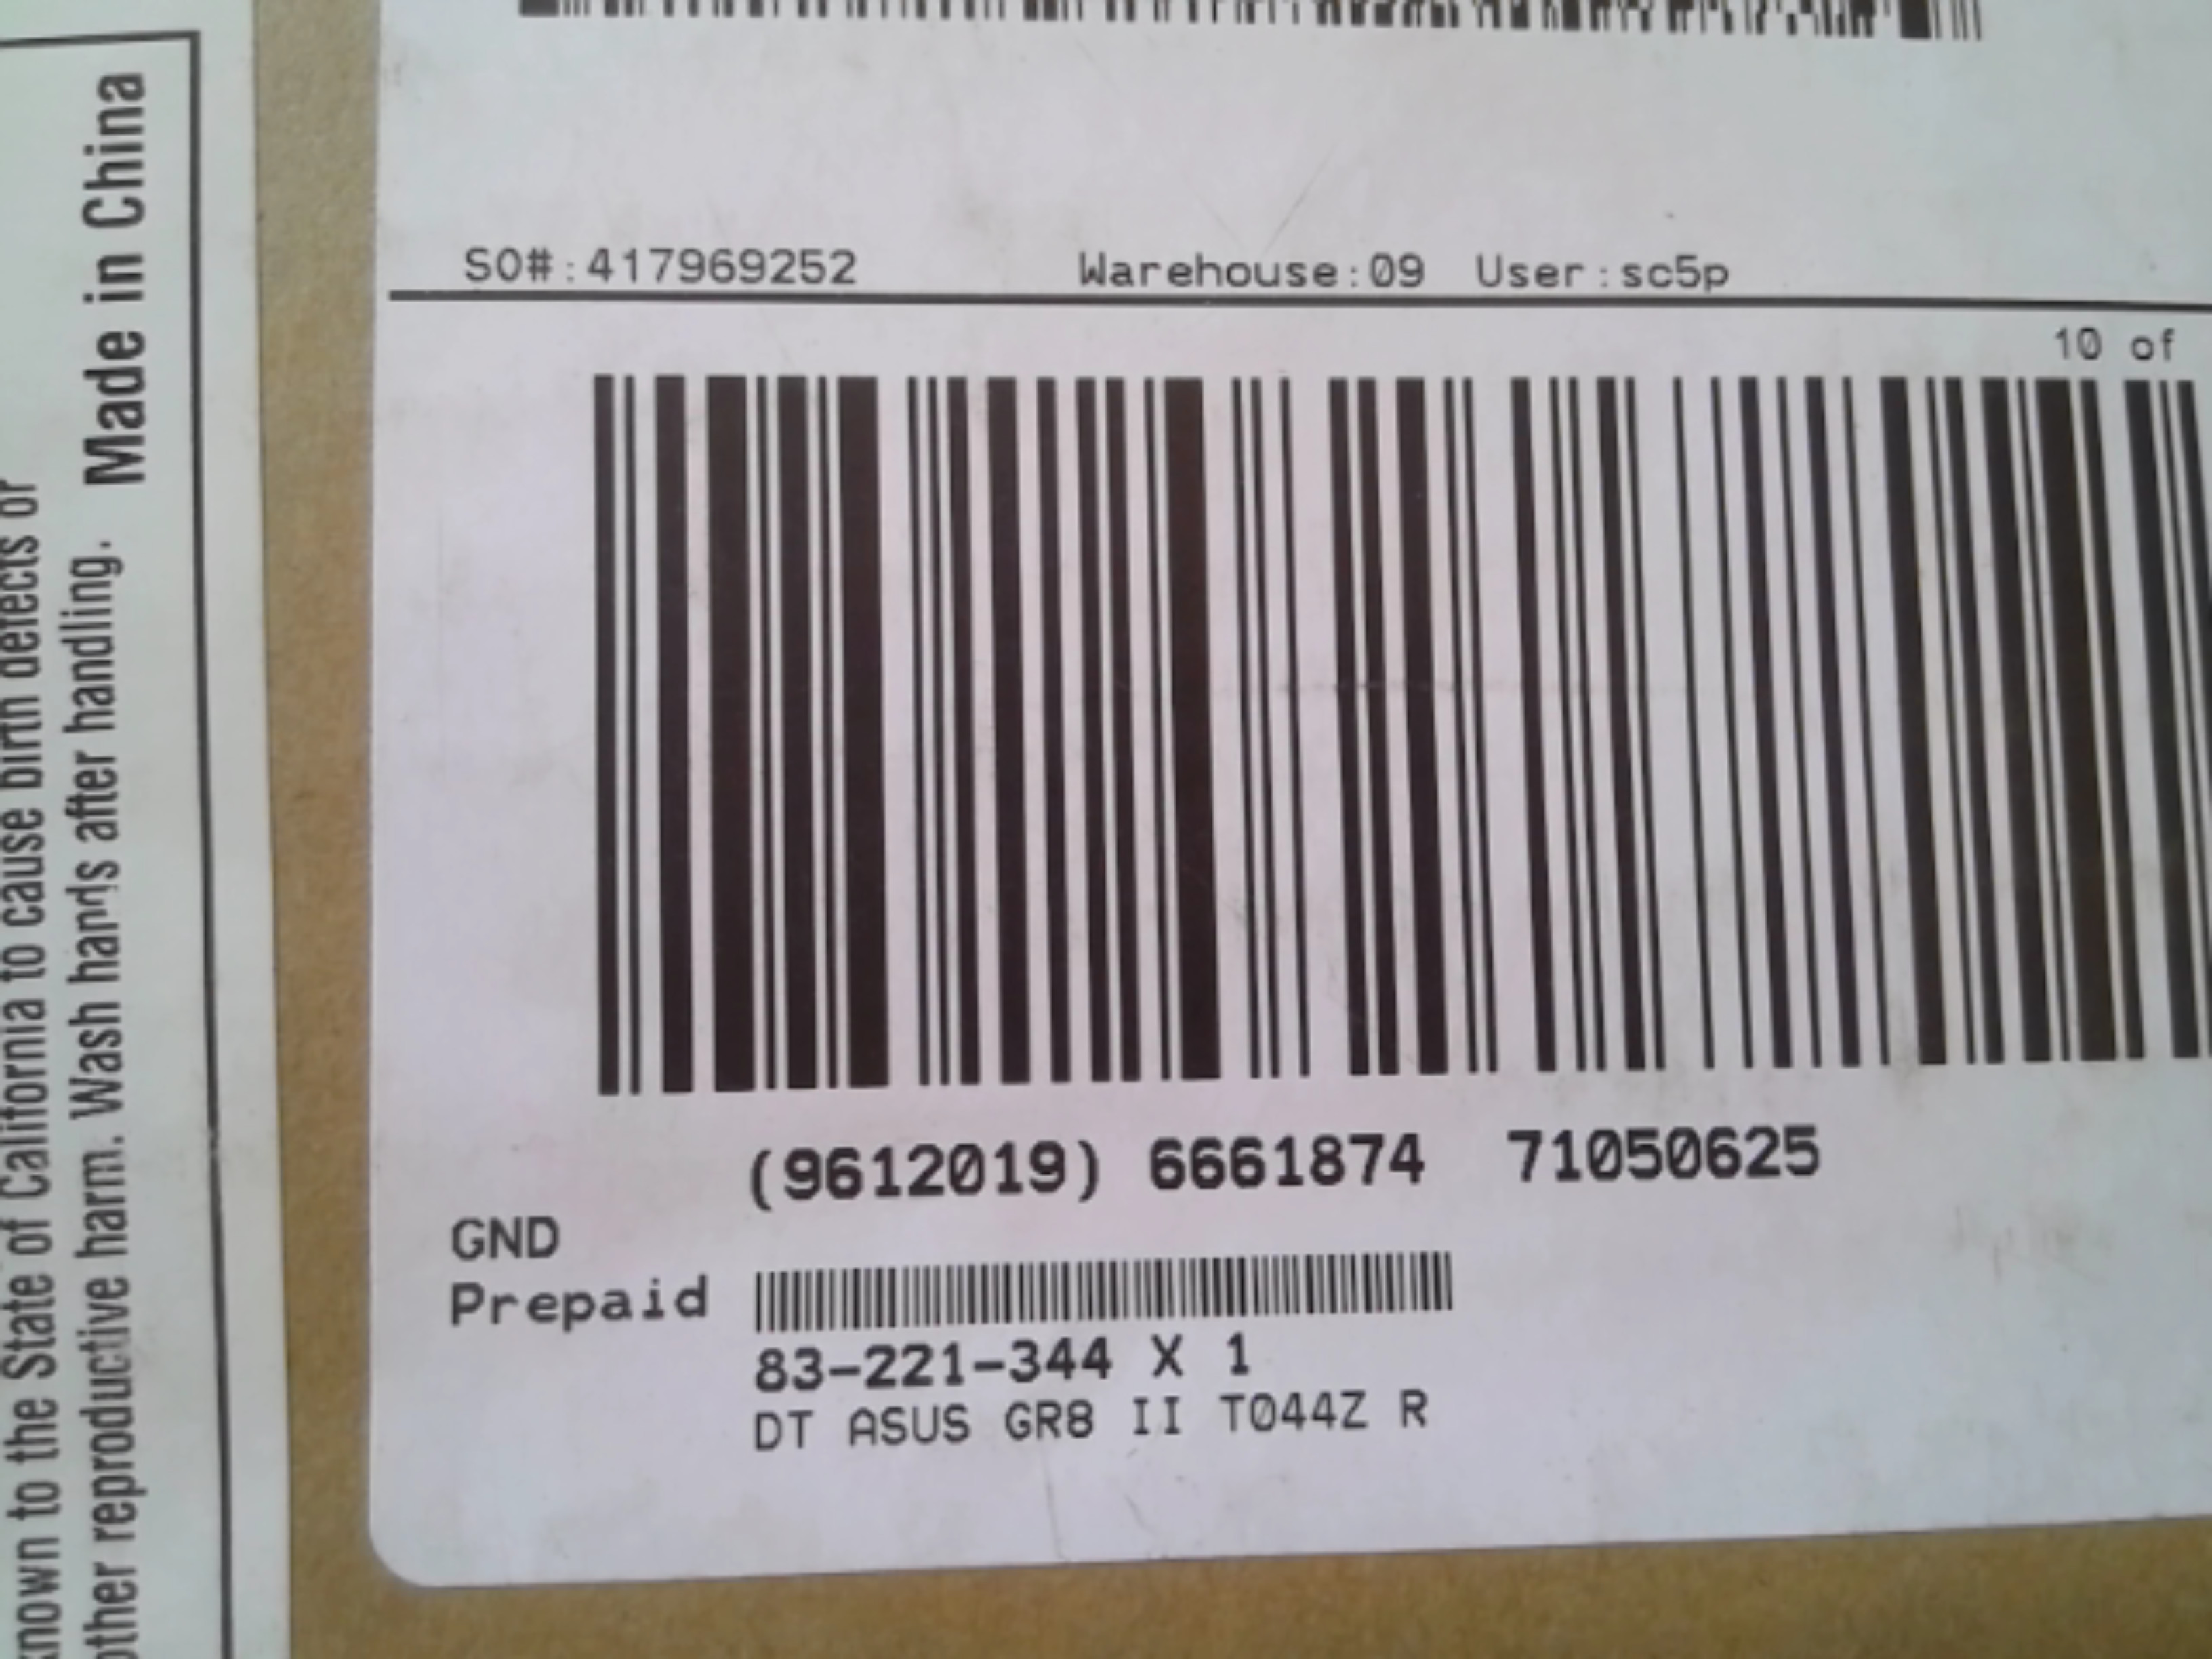 SO#:417969252 Warehouse:09 User:sc5p
10 of
(9612019) 6661874 71050625
GND
Prepaid
83-221-344 X 1
DT ASUS GR8 II T044Z R
known to the State of California to cause birth defects or
other reproductive harm. Wash hands after handling. Made in China